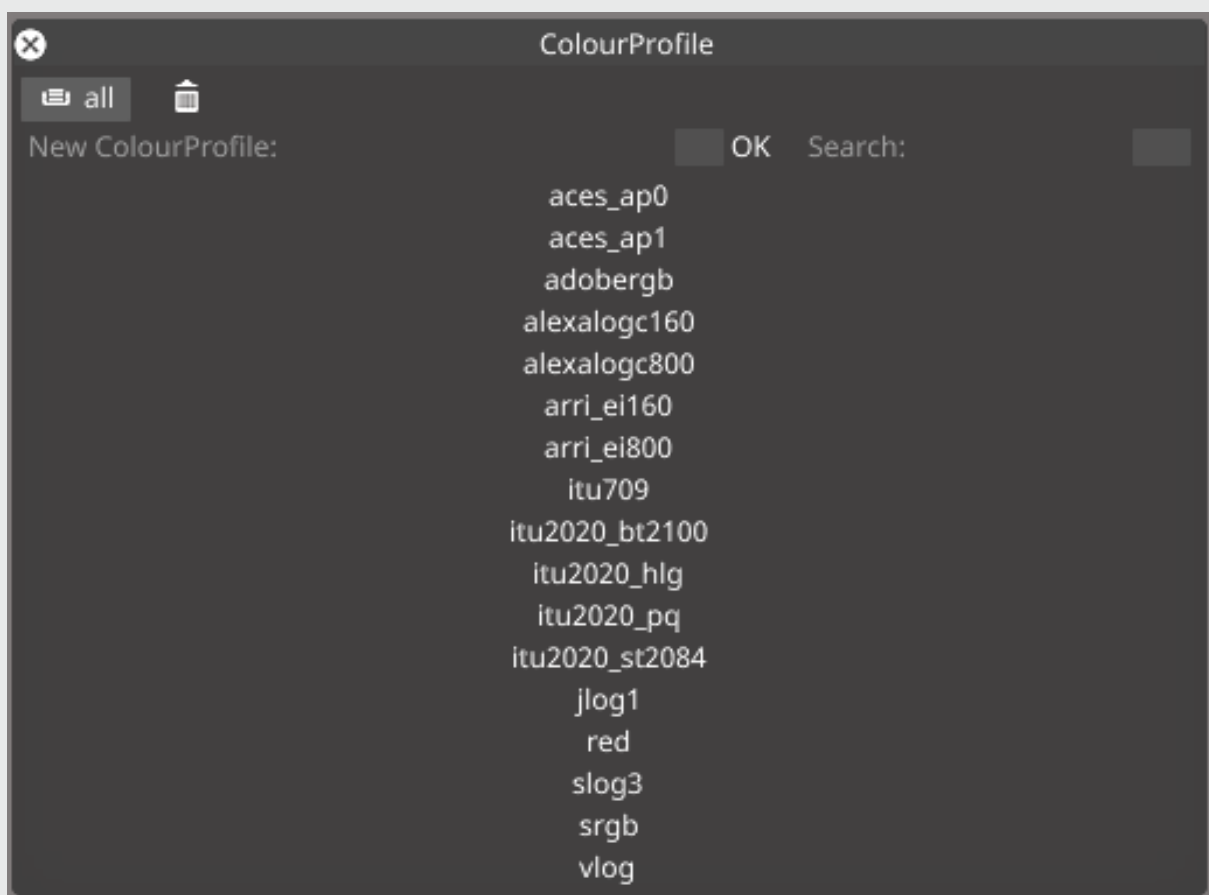 ColourProfile
all
New ColourProfile: OK Search:
aces_ap0
aces_ap1
adobergb
alexalogc160
alexalogc800
arri_ei160
arri_ei800
itu709
itu2020_bt2100
itu2020_hlg
itu2020_pq
itu2020_st2084
jlog1
red
slog3
srgb
vlog